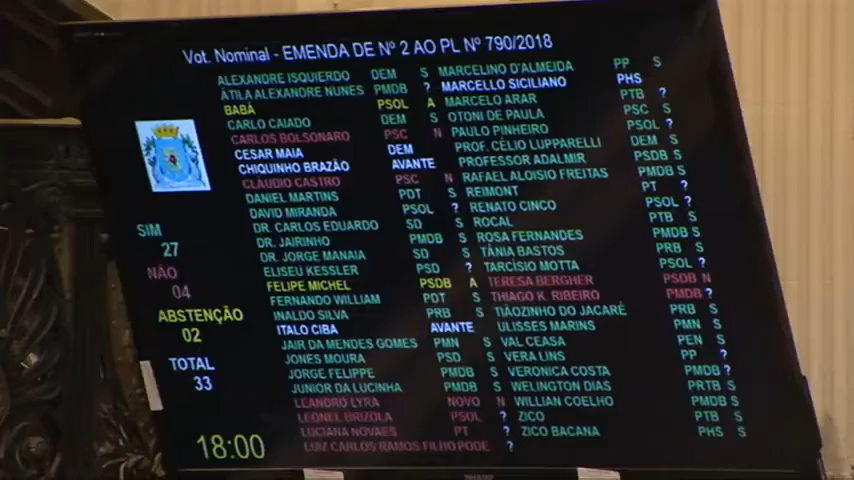 Vot. Nominal - EMENDA DE Nº 2 AO PL Nº 790/2018
ALEXANDRE ISQUIERDO DEM S
ÁTILA ALEXANDRE NUNES PMDB ?
BABÁ PSOL A
CARLO CAIADO DEM S
CARLOS BOLSONARO PSC N
CESAR MAIA DEM
CHIQUINHO BRAZÃO AVANTE
CLÁUDIO CASTRO PSC N
DANIEL MARTINS PDT S
DAVID MIRANDA PSOL ?
DR. CARLOS EDUARDO SD S
DR. JAIRINHO PMDB S
DR. JORGE MANAIA SD S
ELISEU KESSLER PSD ?
FELIPE MICHEL PSDB A
FERNANDO WILLIAM PDT S
INALDO SILVA PRB S
ITALO CIBA AVANTE
JAIR DA MENDES GOMES PMN S
JONES MOURA PSD S
JORGE FELIPPE PMDB S
JUNIOR DA LUCINHA PMDB S
LEANDRO LYRA NOVO N
LEONEL BRIZOLA PSOL ?
LUCIANA NOVAES PT ?
LUIZ CARLOS RAMOS FILHO PODE ?
MARCELINO D'ALMEIDA PP S
MARCELLO SICILIANO PHS
MARCELO ARAR PTB ?
OTONI DE PAULA PSC S
PAULO PINHEIRO PSOL ?
PROF. CÉLIO LUPPARELLI DEM S
PROFESSOR ADALMIR PSDB S
RAFAEL ALOISIO FREITAS PMDB S
REIMONT PT ?
RENATO CINCO PSOL ?
ROCAL PTB S
ROSA FERNANDES PMDB S
TÂNIA BASTOS PRB S
TARCÍSIO MOTTA PSOL ?
TERESA BERGHER PSDB N
THIAGO K. RIBEIRO PMDB ?
TIÃOZINHO DO JACARÉ PRB S
ULISSES MARINS PMN S
VAL CEASA PEN S
VERA LINS PP ?
VERONICA COSTA PMDB ?
WELINGTON DIAS PRTB S
WILLIAN COELHO PMDB S
ZICO PTB S
ZICO BACANA PHS S
SIM
27
NÃO
04
ABSTENÇÃO
02
TOTAL
33
18:00